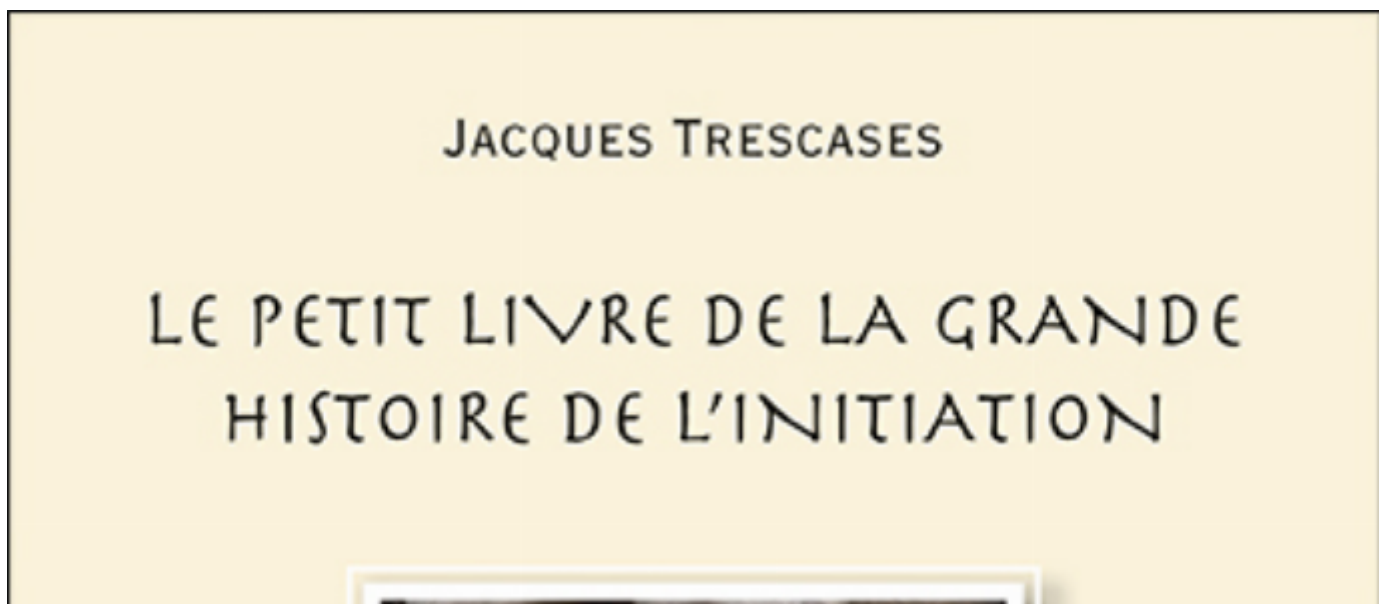 JACQUES TRESCASES
LE PETIT LIVRE DE LA GRANDE
HISTOIRE DE L'INITIATION